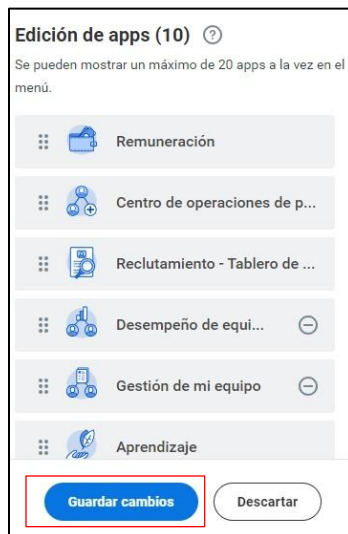 Edición de apps (10)
Se pueden mostrar un máximo de 20 apps a la vez en el
menú.
Remuneración
Centro de operaciones de p...
Reclutamiento - Tablero de ...
Desempeño de equi...
Gestión de mi equipo
Aprendizaje
Guardar cambios
Descartar